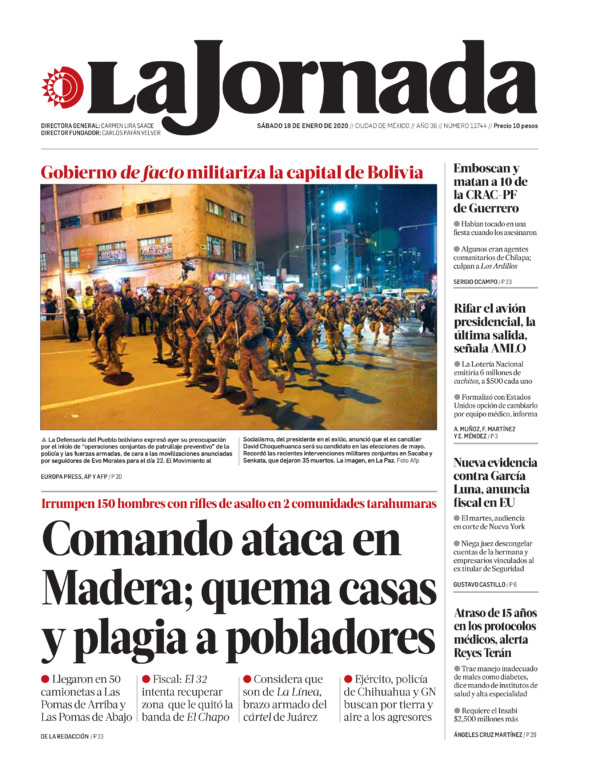 La Jornada
DIRECTORA GENERAL: CARMEN LIRA SAADE
DIRECTOR FUNDADOR: CARLOS PAYÁN VELVER
SÁBADO 18 DE ENERO DE 2020 // CIUDAD DE MÉXICO // AÑO 36 // NÚMERO 12744 // Precio 10 pesos
Gobierno de facto militariza la capital de Bolivia
▲ La Defensoría del Pueblo boliviano expresó ayer su preocupación
por el inicio de "operaciones conjuntas de patrullaje preventivo" de la
policía y las fuerzas armadas, de cara a las movilizaciones anunciadas
por seguidores de Evo Morales para el día 22. El Movimiento al
Socialismo, del presidente en el exilio, anunció que el ex canciller
David Choquehuanca será su candidato en las elecciones de mayo.
Recordó las recientes intervenciones militares conjuntas en Sacaba y
Senkata, que dejaron 35 muertos. La imagen, en La Paz. Foto Afp
EUROPA PRESS, AP Y AFP / P 20
Irrumpen 150 hombres con rifles de asalto en 2 comunidades tarahumaras
Comando ataca en
Madera; quema casas
y plagia a pobladores
● Llegaron en 50
camionetas a Las
Pomas de Arriba y
Las Pomas de Abajo
● Fiscal: El 32
intenta recuperar
zona que le quitó la
banda de El Chapo
● Considera que
son de La Línea,
brazo armado del
cártel de Juárez
● Ejército, policía
de Chihuahua y GN
buscan por tierra y
aire a los agresores
DE LA REDACCIÓN / P 23
Emboscan y
matan a 10 de
la CRAC-PF
de Guerrero
● Habían tocado en una
fiesta cuando los asesinaron
● Algunos eran agentes
comunitarios de Chilapa;
culpan a Los Ardillos
SERGIO OCAMPO / P 23
Rifar el avión
presidencial, la
última salida,
señala AMLO
● La Lotería Nacional
emitiría 6 millones de
cachitos, a $500 cada uno
● Formalizó con Estados
Unidos opción de cambiarlo
por equipo médico, informa
A. MUÑOZ, F. MARTÍNEZ
Y E. MÉNDEZ / P 3
Nueva evidencia
contra García
Luna, anuncia
fiscal en EU
● El martes, audiencia
en corte de Nueva York
● Niega juez descongelar
cuentas de la hermana y
empresarios vinculados al
ex titular de Seguridad
GUSTAVO CASTILLO / P 6
Atraso de 15 años
en los protocolos
médicos, alerta
Reyes Terán
● Trae manejo inadecuado
de males como diabetes,
dice mando de institutos de
salud y alta especialidad
● Requiere el Insabi
$2,500 millones más
ÁNGELES CRUZ MARTÍNEZ / P 29